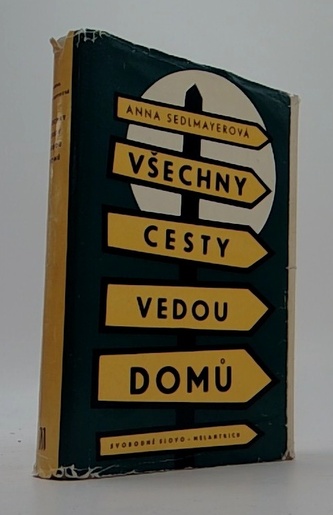 ANNA SEDLMAYEROVÁ
VŠECHNY
CESTY
VEDOU
DOMŮ
SVOBODNÉ SLOVO - MELANTRICH